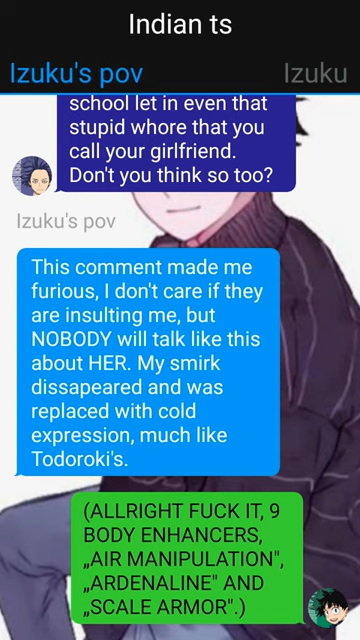 Indian ts
Izuku's pov Izuku
school let in even that
stupid whore that you
call your girlfriend.
Don't you think so too?
Izuku's pov
This comment made me
furious, I don't care if they
are insulting me, but
NOBODY will talk like this
about HER. My smirk
dissapeared and was
replaced with cold
expression, much like
Todoroki's.
(ALLRIGHT FUCK IT, 9
BODY ENHANCERS,
„AIR MANIPULATION",
„ARDENALINE" AND
„SCALE ARMOR".)